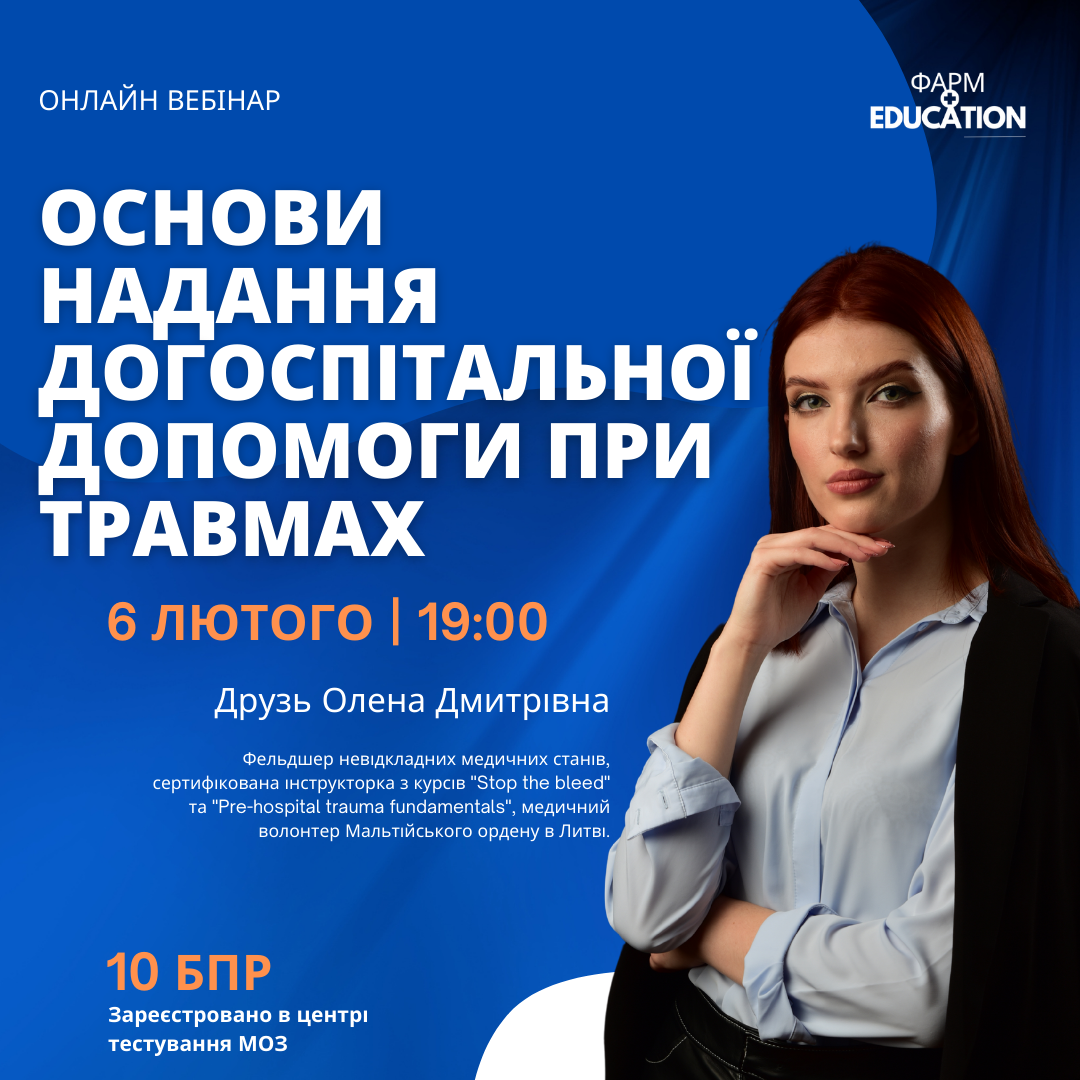 ОНЛАЙН ВЕБІНАР
ФАРМ
EDUCATION
ОСНОВИ
НАДАННЯ
ДОГОСПІТАЛЬНОЇ
ДОПОМОГИ ПРИ
ТРАВМАХ
6 ЛЮТОГО | 19:00
Друзь Олена Дмитрівна
Фельдшер невідкладних медичних станів,
сертифікована інструкторка з курсів "Stop the bleed"
та "Pre-hospital trauma fundamentals", медичний
волонтер Мальтійського ордену в Литві.
10 БПР
Зареєстровано в центрі
тестування МОЗ